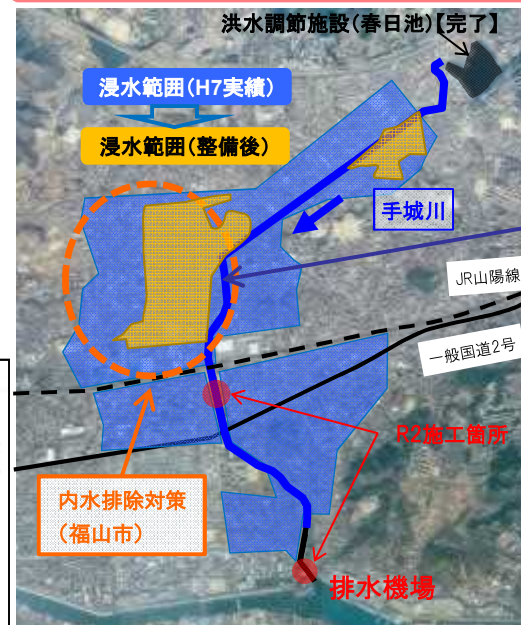 洪水調節施設(春日池)【完了】
浸水範囲(H7実績)
浸水範囲(整備後)
手城川
JR山陽線
一般国道2号
R2施工箇所
内水排除対策
(福山市)
排水機場